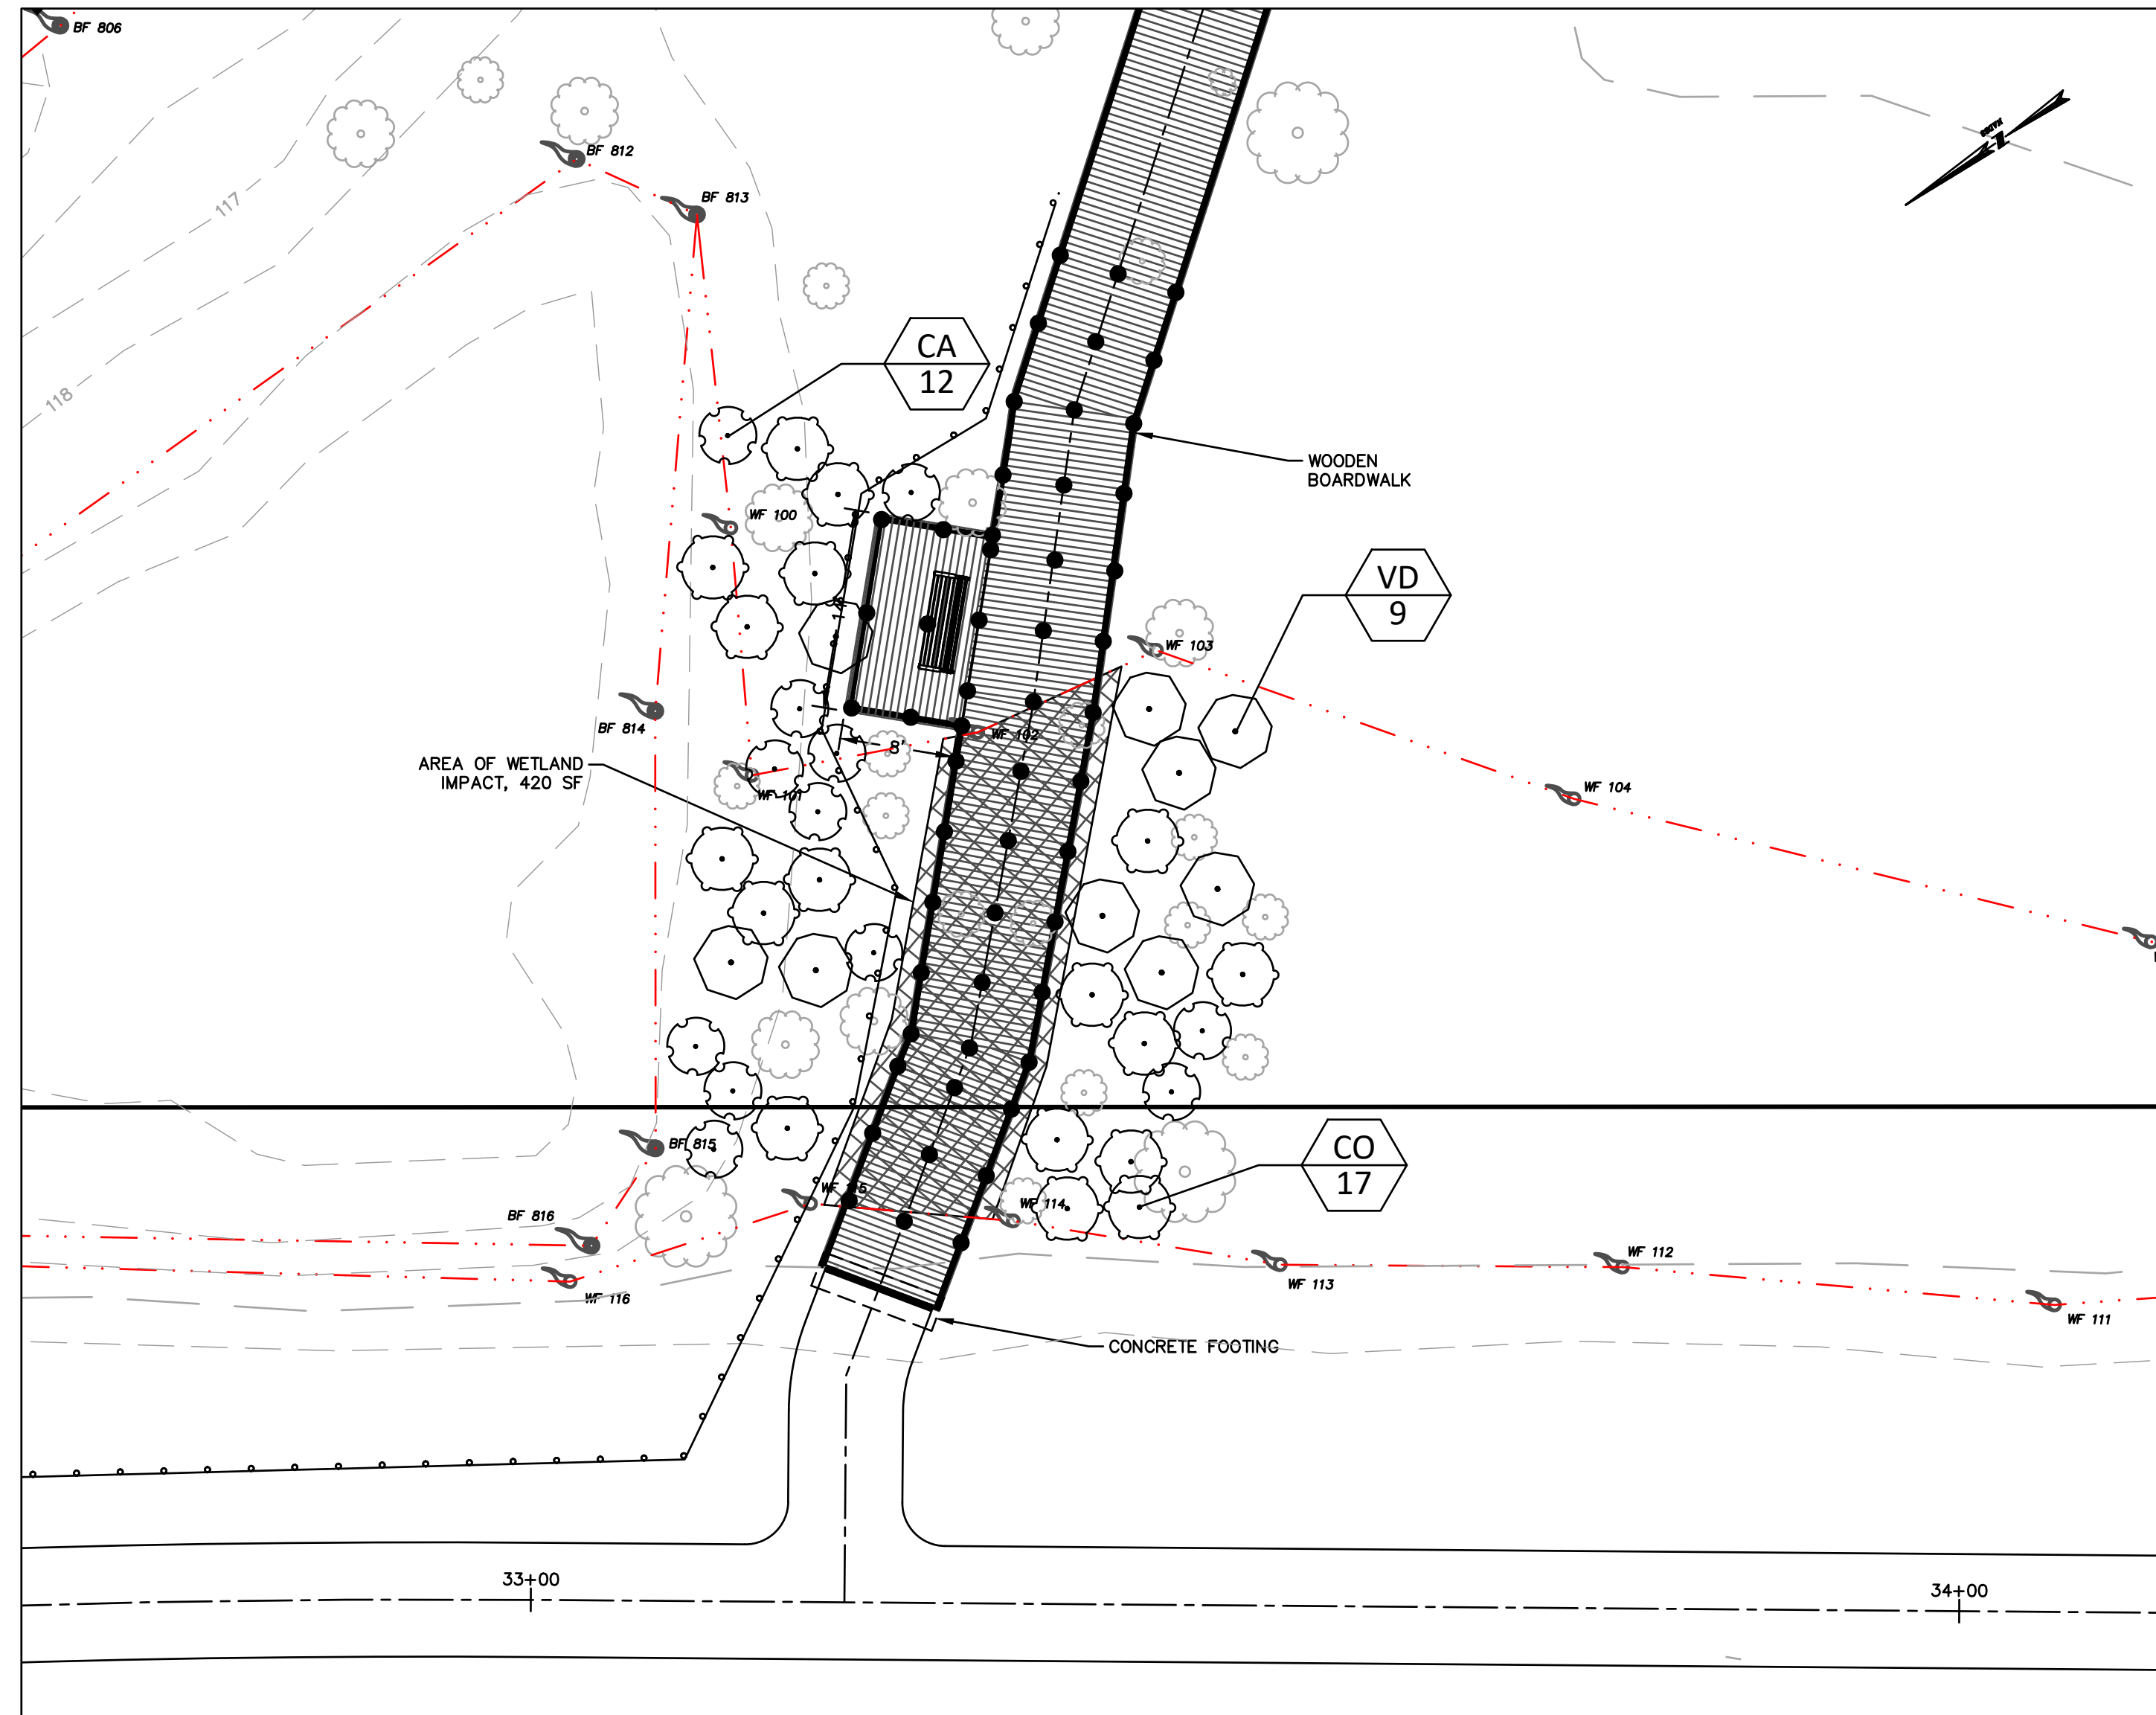 BF 806
BF 812
BF 813
117
118
CA
12
WOODEN
BOARDWALK
WF 100
VD
9
WF 103
BF 814
WF 102
8'
AREA OF WETLAND
IMPACT, 420 SF
WF 101
WF 104
CO
17
BF 815
WF 115
WF 114
BF 816
WF 116
WF 113
WF 112
WF 111
CONCRETE FOOTING
33+00
34+00